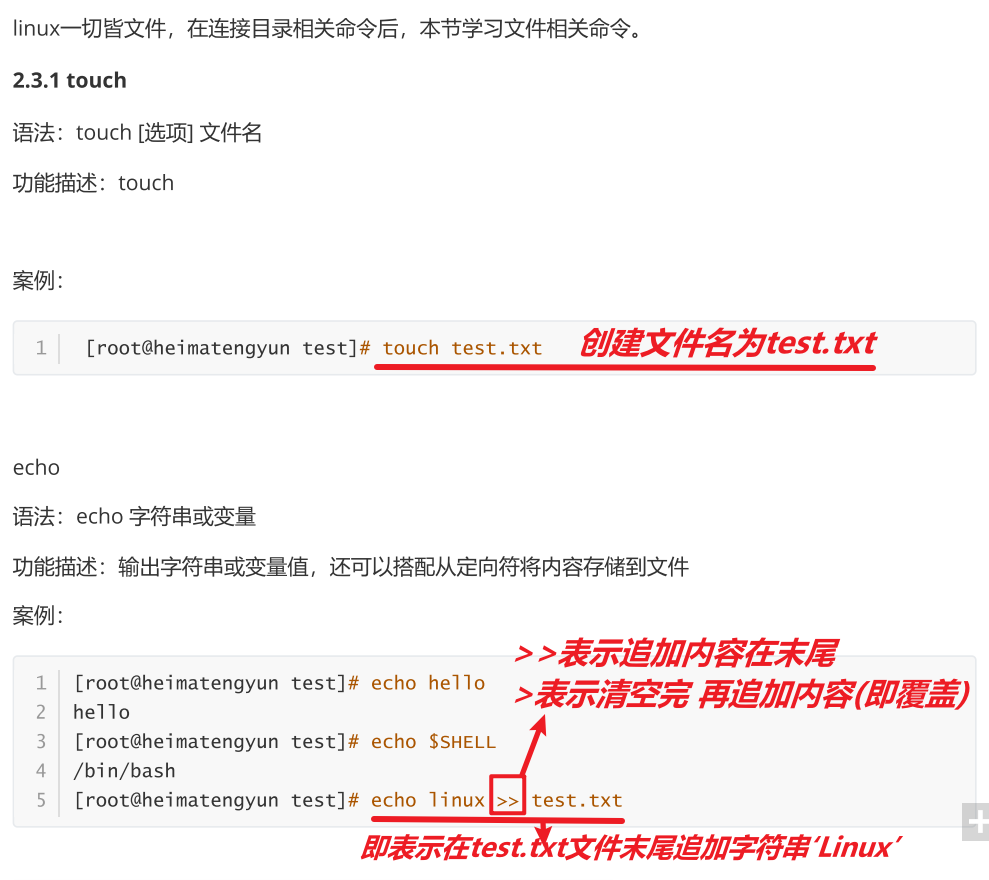 linux一切皆文件，在连接目录相关命令后，本节学习文件相关命令。
2.3.1 touch
语法：touch [选项] 文件名
功能描述：touch
案例：
1 [root@heimatengyun test]# touch test.txt 创建文件名为test.txt
echo
语法：echo 字符串或变量
功能描述：输出字符串或变量值，还可以搭配从定向符将内容存储到文件
案例：
>>表示追加内容在末尾
1 [root@heimatengyun test]# echo hello
>表示清空完 再追加内容(即覆盖)
2 hello
3 [root@heimatengyun test]# echo $SHELL
4 /bin/bash
5 [root@heimatengyun test]# echo linux >> test.txt
即表示在test.txt文件末尾追加字符串‘Linux’